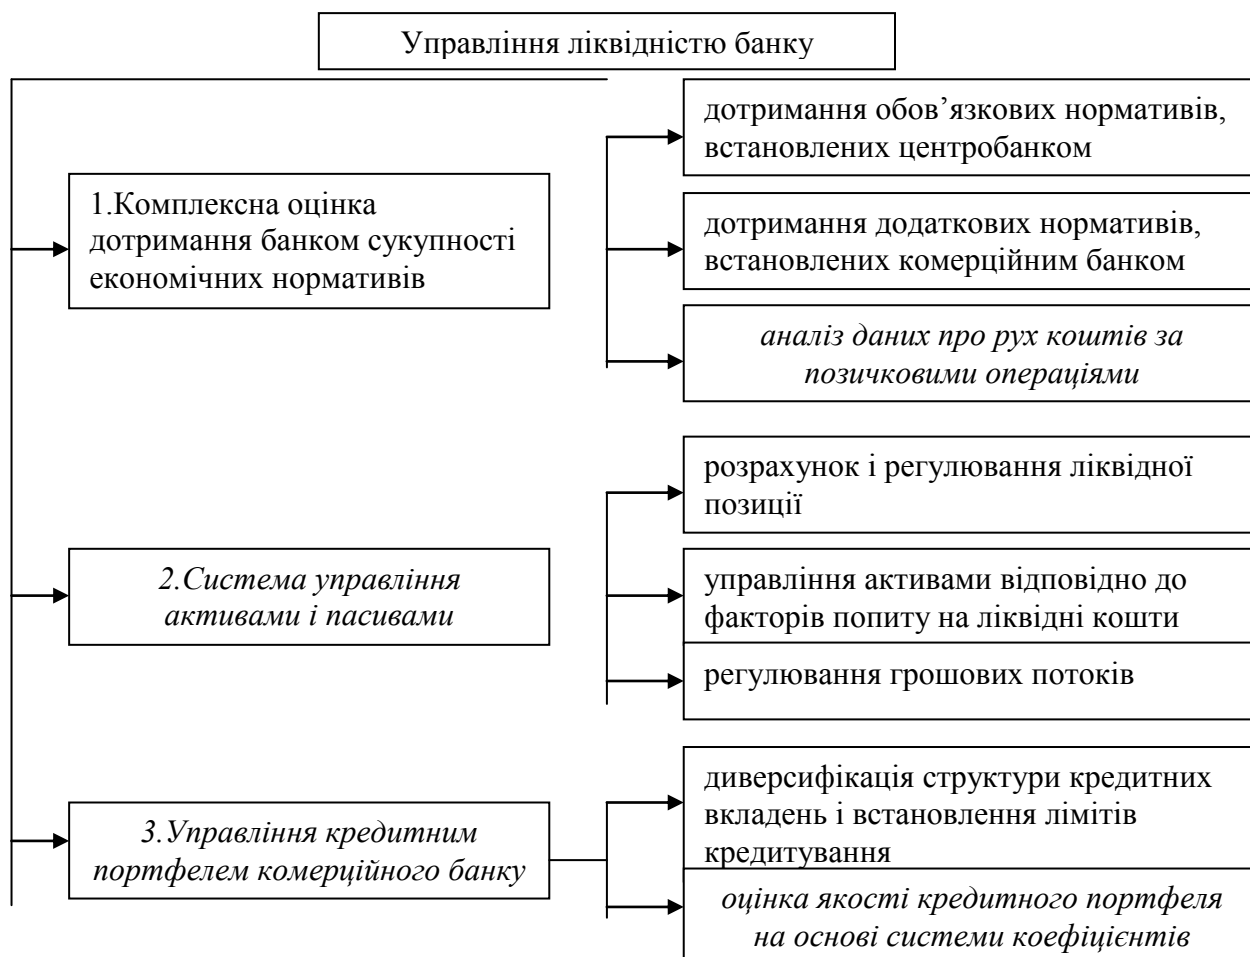 Управління ліквідністю банку
1.Комплексна оцінка
дотримання банком сукупності
економічних нормативів
дотримання обов’язкових нормативів,
встановлених центробанком
дотримання додаткових нормативів,
встановлених комерційним банком
аналіз даних про рух коштів за
позичковими операціями
2.Система управління
активами і пасивами
розрахунок і регулювання ліквідної
позиції
управління активами відповідно до
факторів попиту на ліквідні кошти
регулювання грошових потоків
3.Управління кредитним
портфелем комерційного банку
диверсифікація структури кредитних
вкладень і встановлення лімітів
кредитування
оцінка якості кредитного портфеля
на основі системи коефіцієнтів